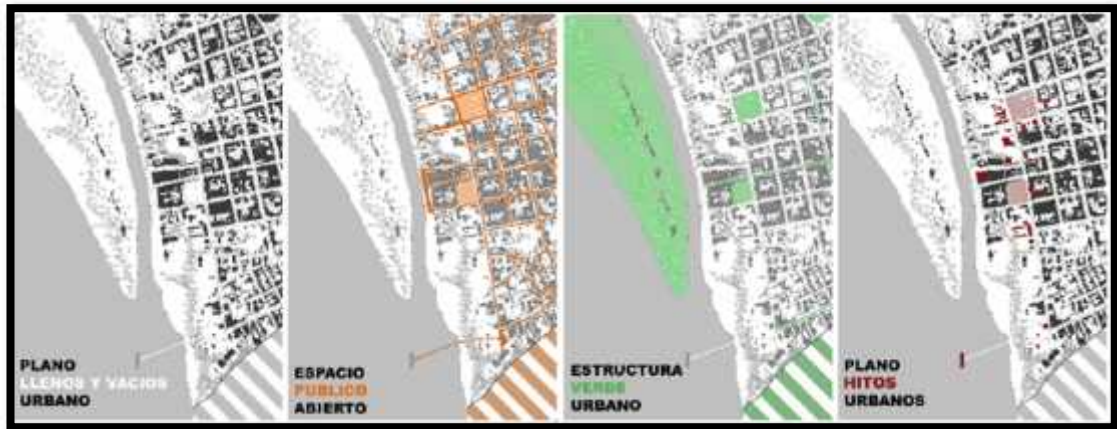 PLANO
LLENOS Y VACIOS
URBANO
ESPACIO
PUBLICO
ABIERTO
ESTRUCTURA
VERDE
URBANO
PLANO
HITOS
URBANOS